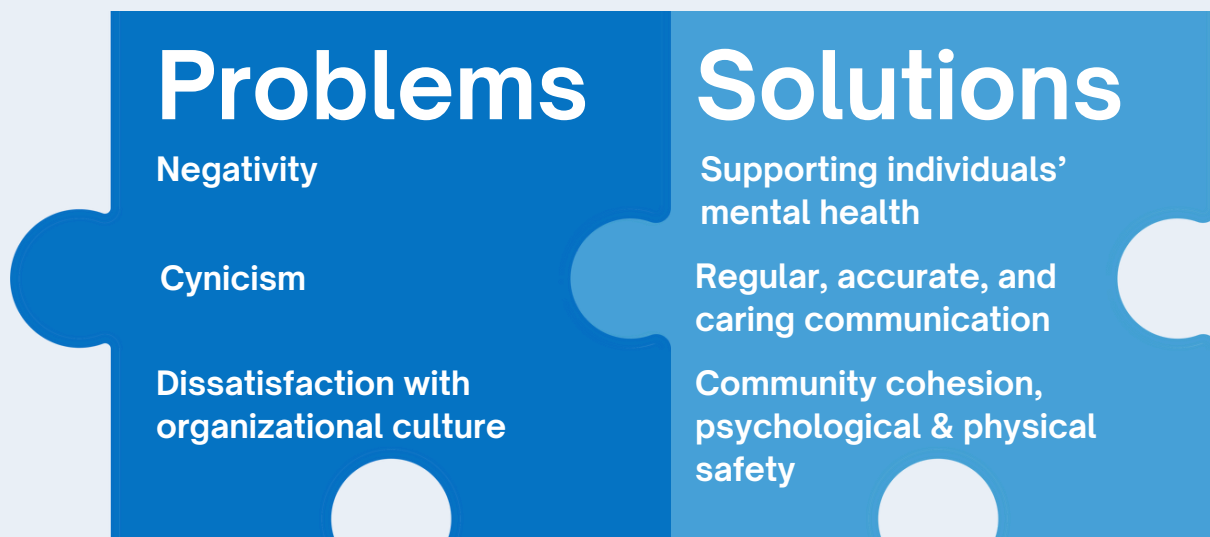 Problems
Negativity
Cynicism
Dissatisfaction with
organizational culture
Solutions
Supporting individuals’
mental health
Regular, accurate, and
caring communication
Community cohesion,
psychological & physical
safety